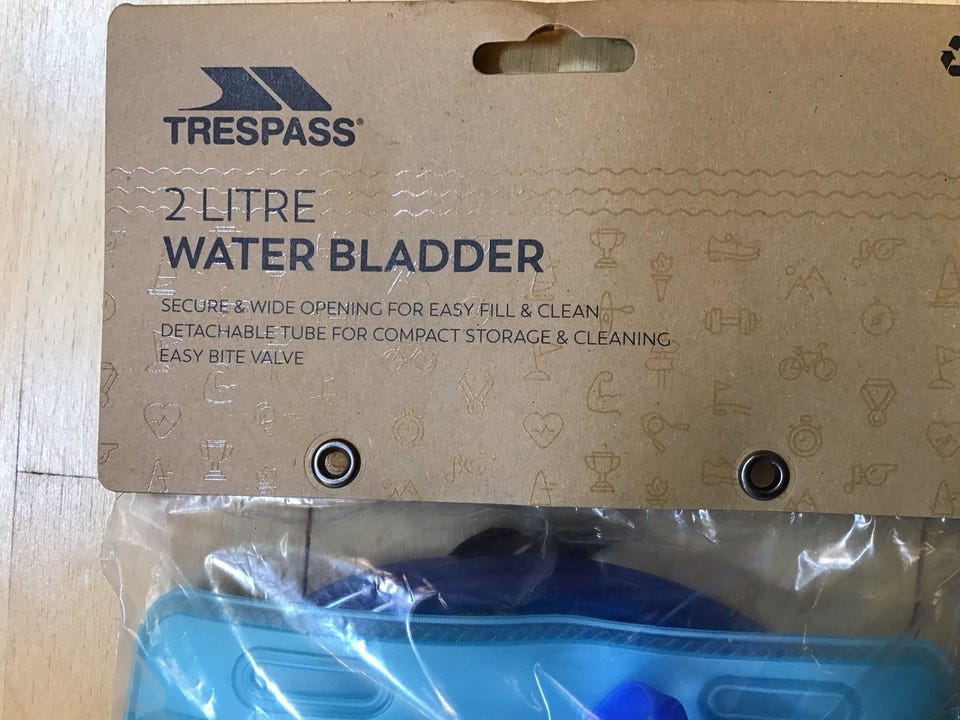 TRESPASS®
2 LITRE
WATER BLADDER
SECURE & WIDE OPENING FOR EASY FILL & CLEAN
DETACHABLE TUBE FOR COMPACT STORAGE & CLEANING
EASY BITE VALVE